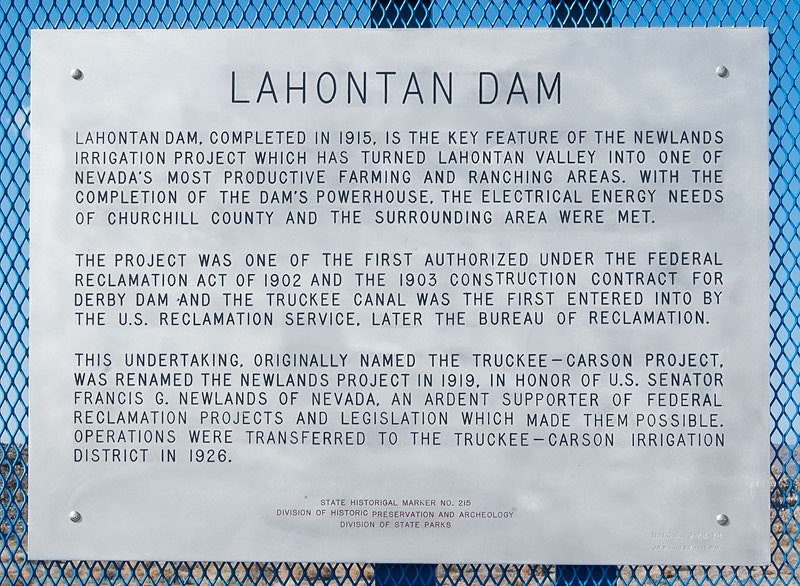 LAHONTAN DAM
LAHONTAN DAM, COMPLETED IN 1915, IS THE KEY FEATURE OF THE NEWLANDS
IRRIGATION PROJECT WHICH HAS TURNED LAHONTAN VALLEY INTO ONE OF
NEVADA'S MOST PRODUCTIVE FARMING AND RANCHING AREAS. WITH THE
COMPLETION OF THE DAM'S POWERHOUSE, THE ELECTRICAL ENERGY NEEDS
OF CHURCHILL COUNTY AND THE SURROUNDING AREA WERE MET.
THE PROJECT WAS ONE OF THE FIRST AUTHORIZED UNDER THE FEDERAL
RECLAMATION ACT OF 1902 AND THE 1903 CONSTRUCTION CONTRACT FOR
DERBY DAM AND THE TRUCKEE CANAL WAS THE FIRST ENTERED INTO BY
THE U.S. RECLAMATION SERVICE, LATER THE BUREAU OF RECLAMATION.
THIS UNDERTAKING, ORIGINALLY NAMED THE TRUCKEE-CARSON PROJECT,
WAS RENAMED THE NEWLANDS PROJECT IN 1919, IN HONOR OF U.S. SENATOR
FRANCIS G. NEWLANDS OF NEVADA, AN ARDENT SUPPORTER OF FEDERAL
RECLAMATION PROJECTS AND LEGISLATION WHICH MADE THEM POSSIBLE.
OPERATIONS WERE TRANSFERRED TO THE TRUCKEE-CARSON IRRIGATION
DISTRICT IN 1926.
STATE HISTORICAL MARKER NO. 215
DIVISION OF HISTORIC PRESERVATION AND ARCHEOLOGY
DIVISION OF STATE PARKS